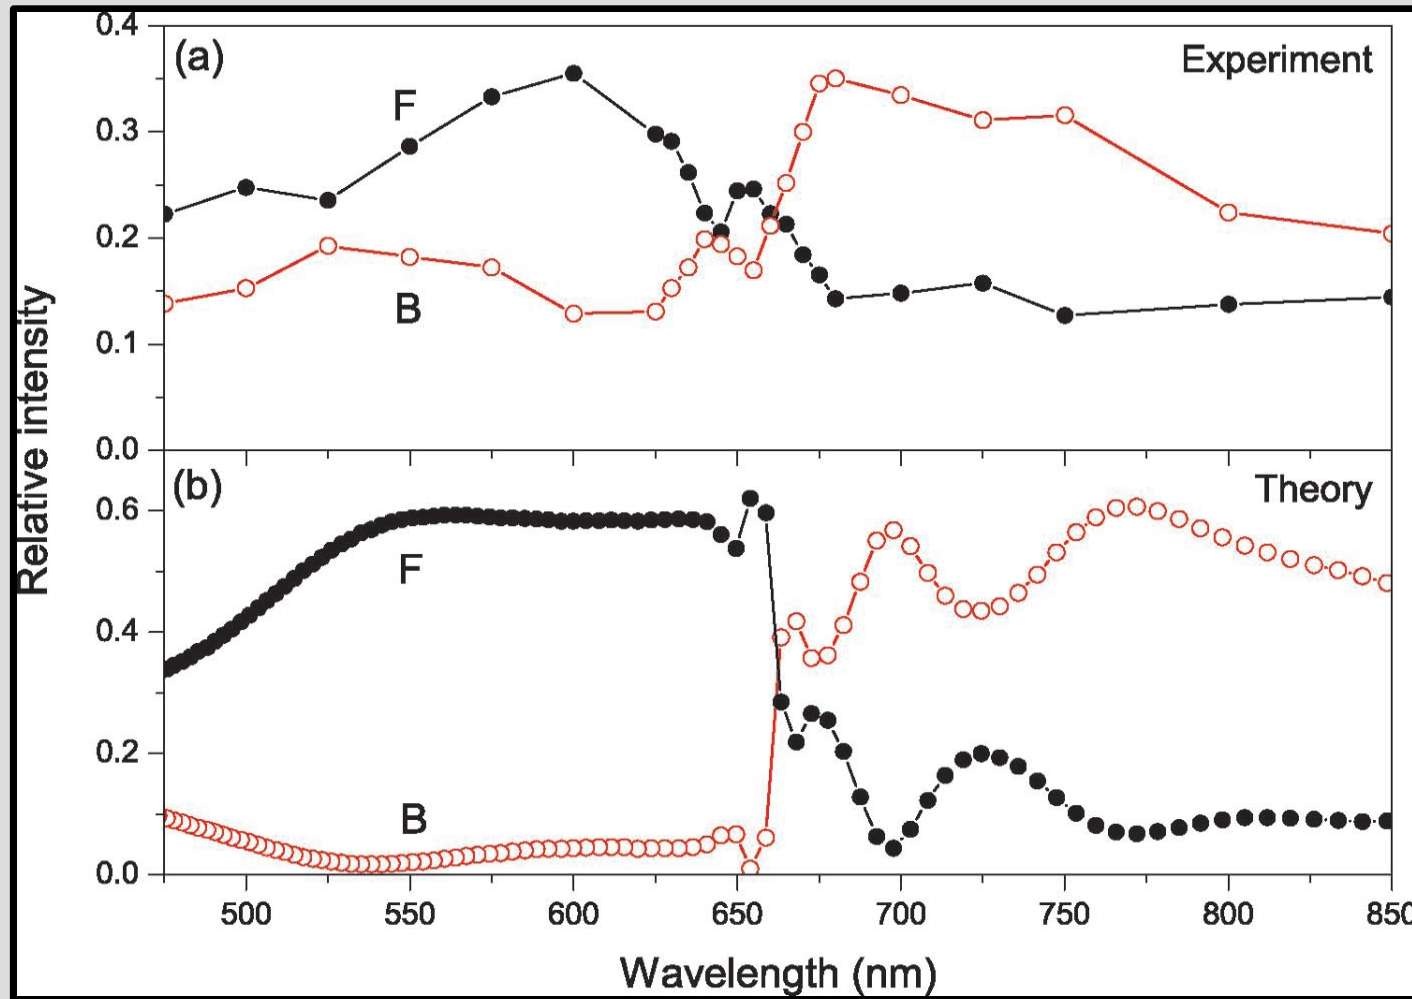 (a)
Experiment
F
B
0.4
0.3
0.2
0.1
0.0
Relative intensity
(b)
Theory
F
B
0.6
0.4
0.2
0.0
500 550 600 650 700 750 800 850
Wavelength (nm)